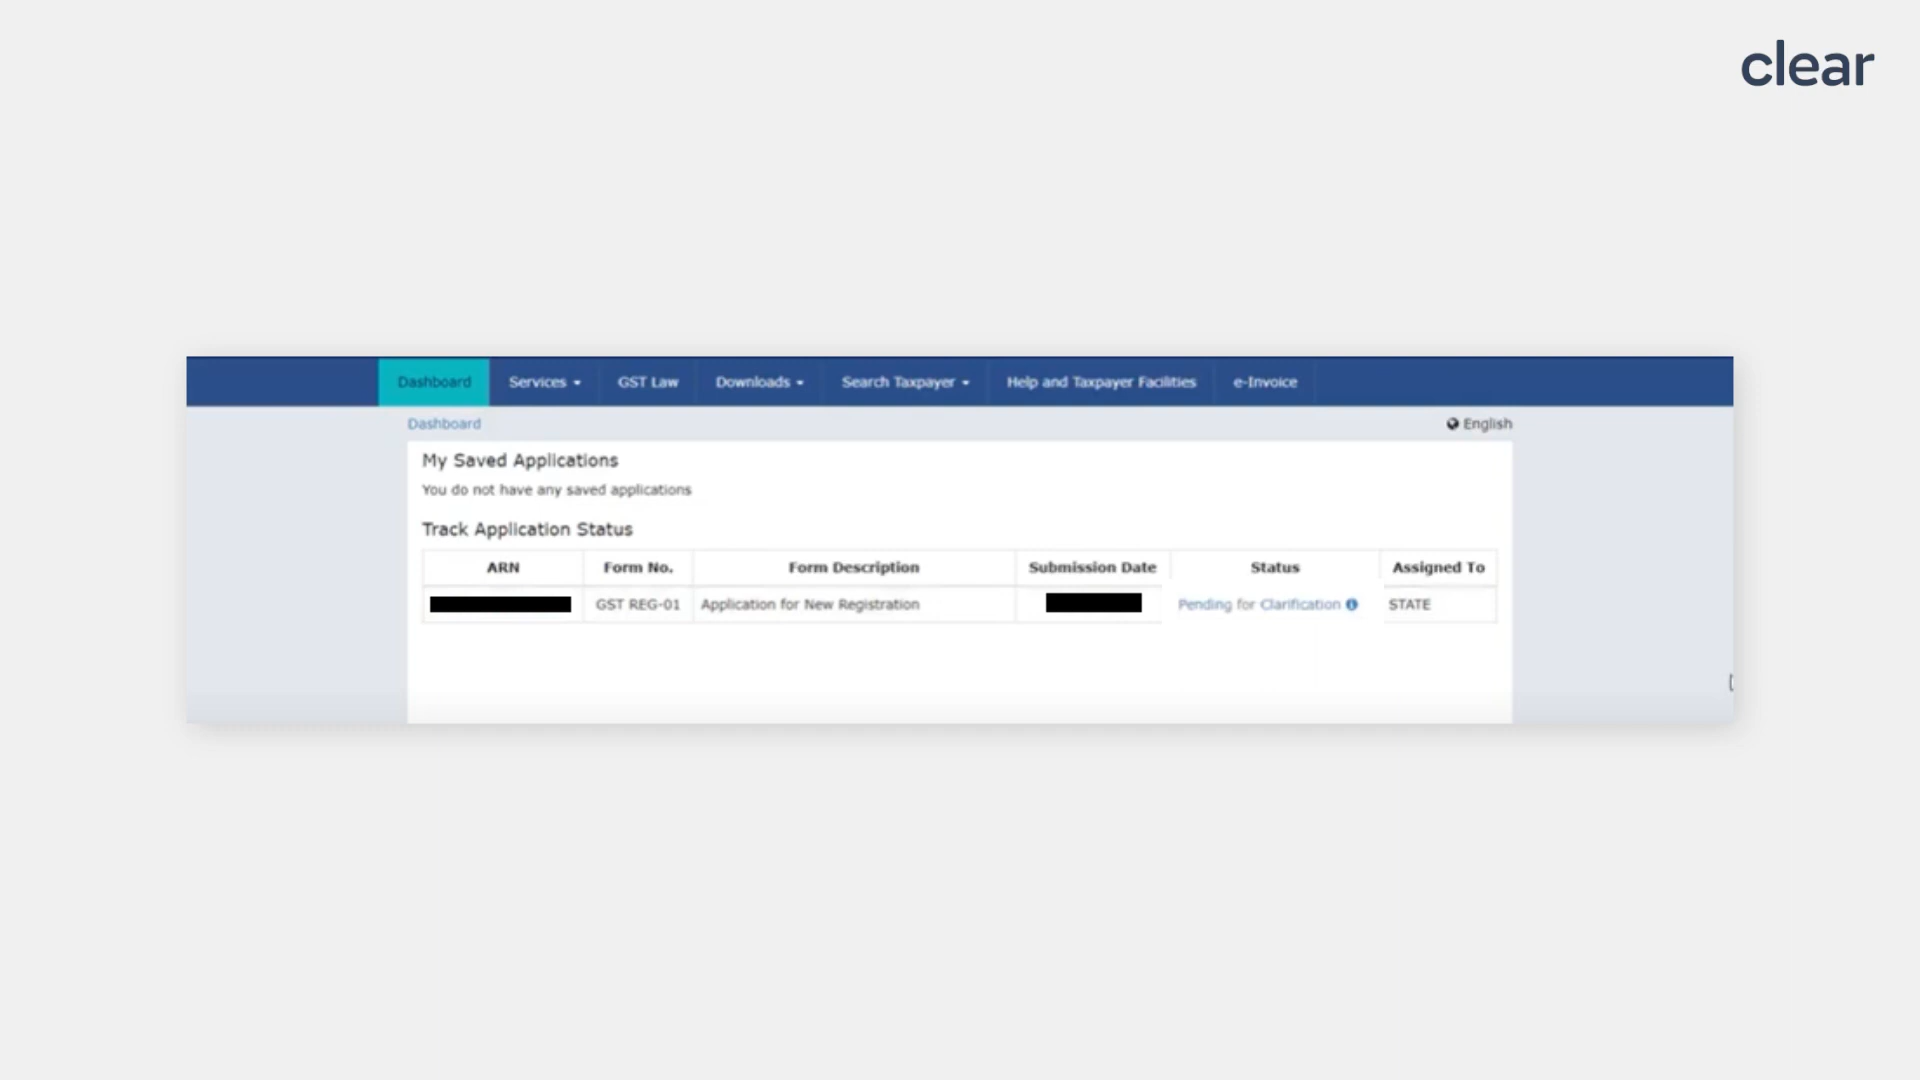 clear
Dashboard Services GST Law Downloads Search Taxpayer Help and Taxpayer Facilities e-Invoice
Dashboard English
My Saved Applications
You do not have any saved applications
Track Application Status
ARN Form No. Form Description Submission Date Status Assigned To
GST REG-01 Application for New Registration Pending for Clarification STATE